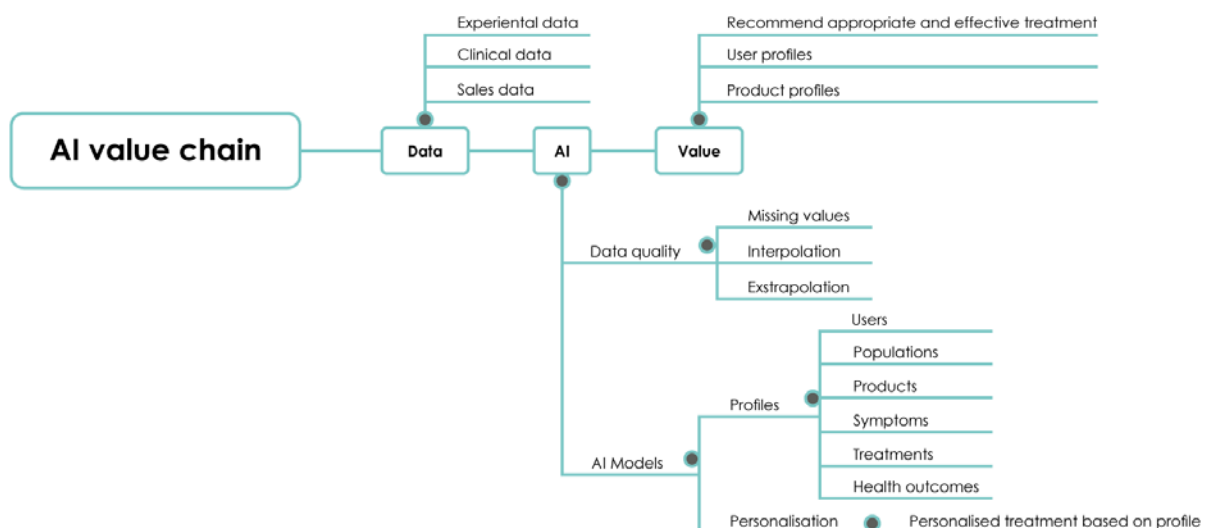 Experiental data
Clinical data
Sales data
Recommend appropriate and effective treatment
User profiles
Product profiles
AI value chain
Data
AI
Value
Data quality
Missing values
Interpolation
Exstrapolation
AI Models
Profiles
Users
Populations
Products
Symptoms
Treatments
Health outcomes
Personalisation
Personalised treatment based on profile